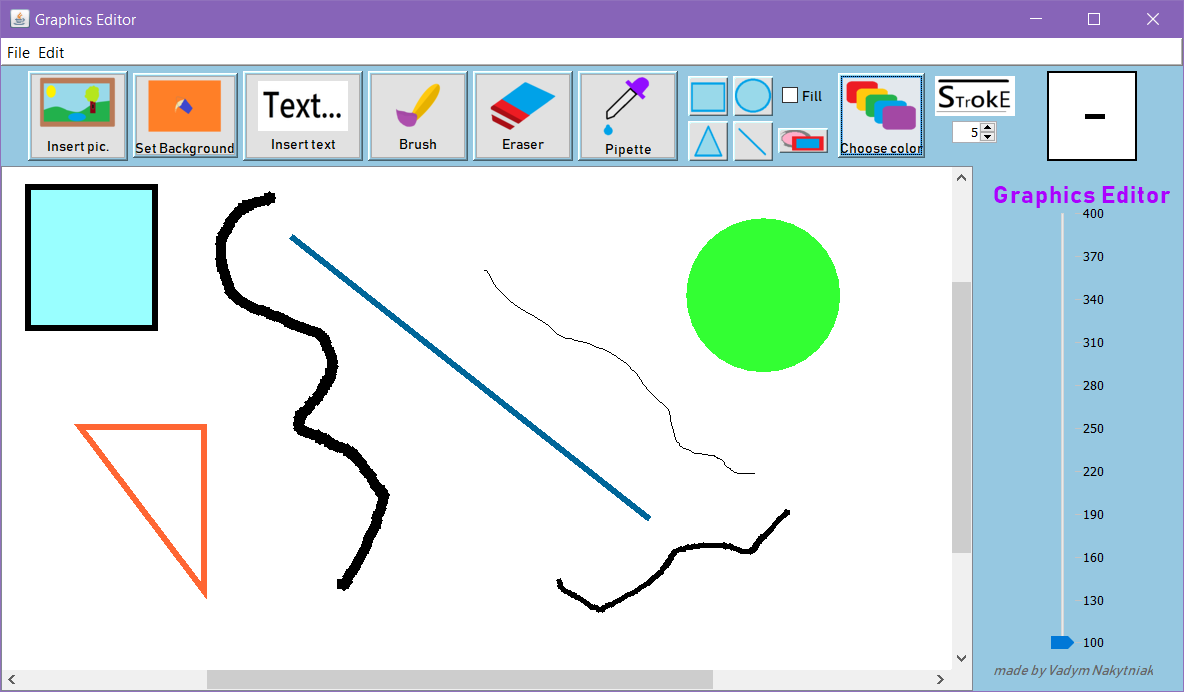 Graphics Editor
File Edit
Insert pic.
Set Background
Text...
Insert text
Brush
Eraser
Pipette
Fill
Choose color
STrokE
5
Graphics Editor
400
370
340
310
280
250
220
190
160
130
100
made by Vadym Nakytniak